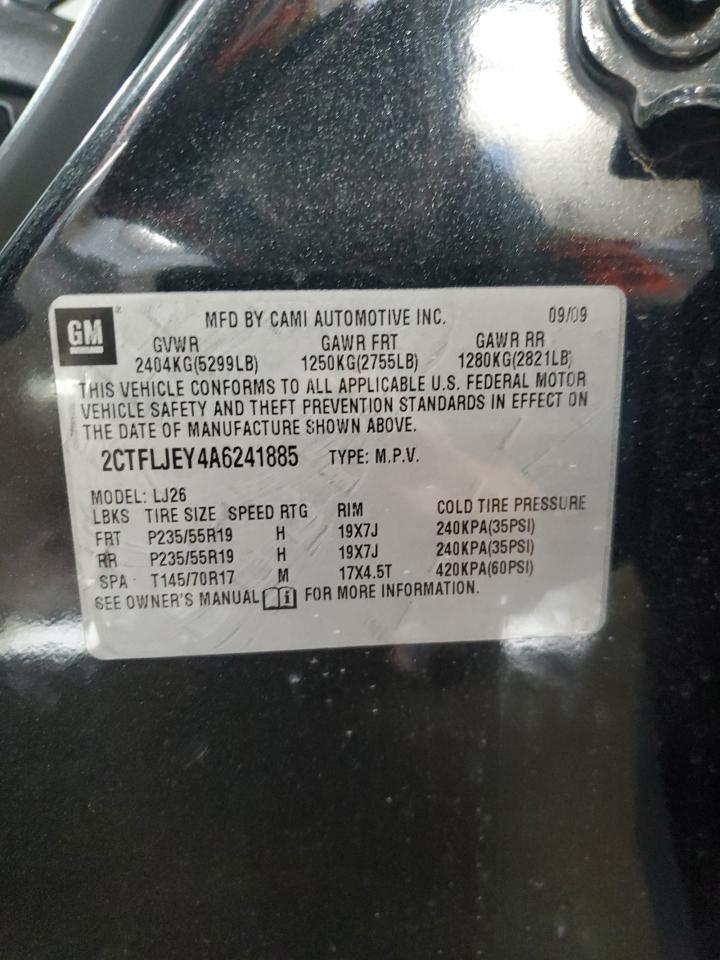 GM
MFD BY CAMI AUTOMOTIVE INC. 09/09
GVWR GAWR FRT GAWR RR
2404KG(5299LB) 1250KG(2755LB) 1280KG(2821LB)
THIS VEHICLE CONFORMS TO ALL APPLICABLE U.S. FEDERAL MOTOR
VEHICLE SAFETY AND THEFT PREVENTION STANDARDS IN EFFECT ON
THE DATE OF MANUFACTURE SHOWN ABOVE.
2CTFLJEY4A6241885 TYPE: M.P.V.
MODEL: LJ26
LBKS TIRE SIZE SPEED RTG RIM COLD TIRE PRESSURE
FRT P235/55R19 H 19X7J 240KPA(35PSI)
RR P235/55R19 H 19X7J 240KPA(35PSI)
SPA T145/70R17 M 17X4.5T 420KPA(60PSI)
SEE OWNER'S MANUAL FOR MORE INFORMATION.